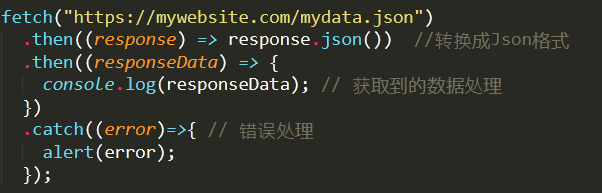 fetch("https://mywebsite.com/mydata.json")
  .then((response) => response.json())  //转换成Json格式
  .then((responseData) => {
    console.log(responseData); // 获取到的数据处理
  })
  .catch((error)=>{ // 错误处理
    alert(error);
  });